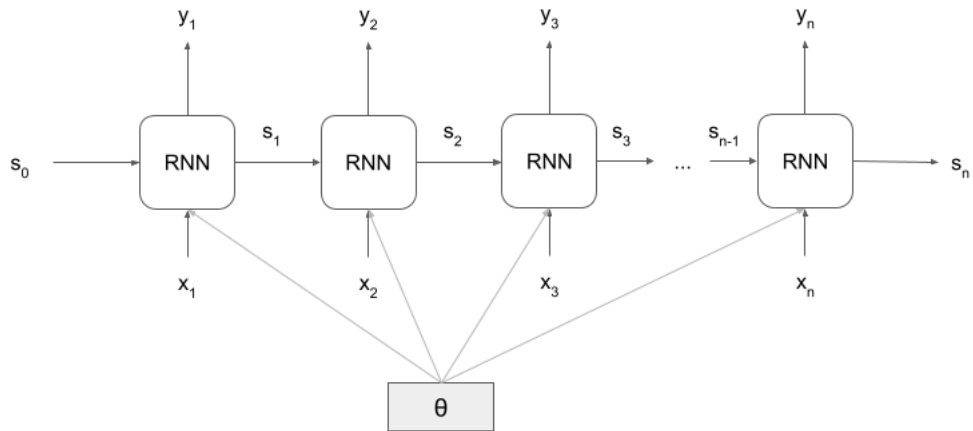 y₁ y₂ y₃ yₙ
s₁ s₂ s₃ sₙ₋₁
s₀ RNN RNN RNN ... RNN sₙ
x₁ x₂ x₃ xₙ
θ